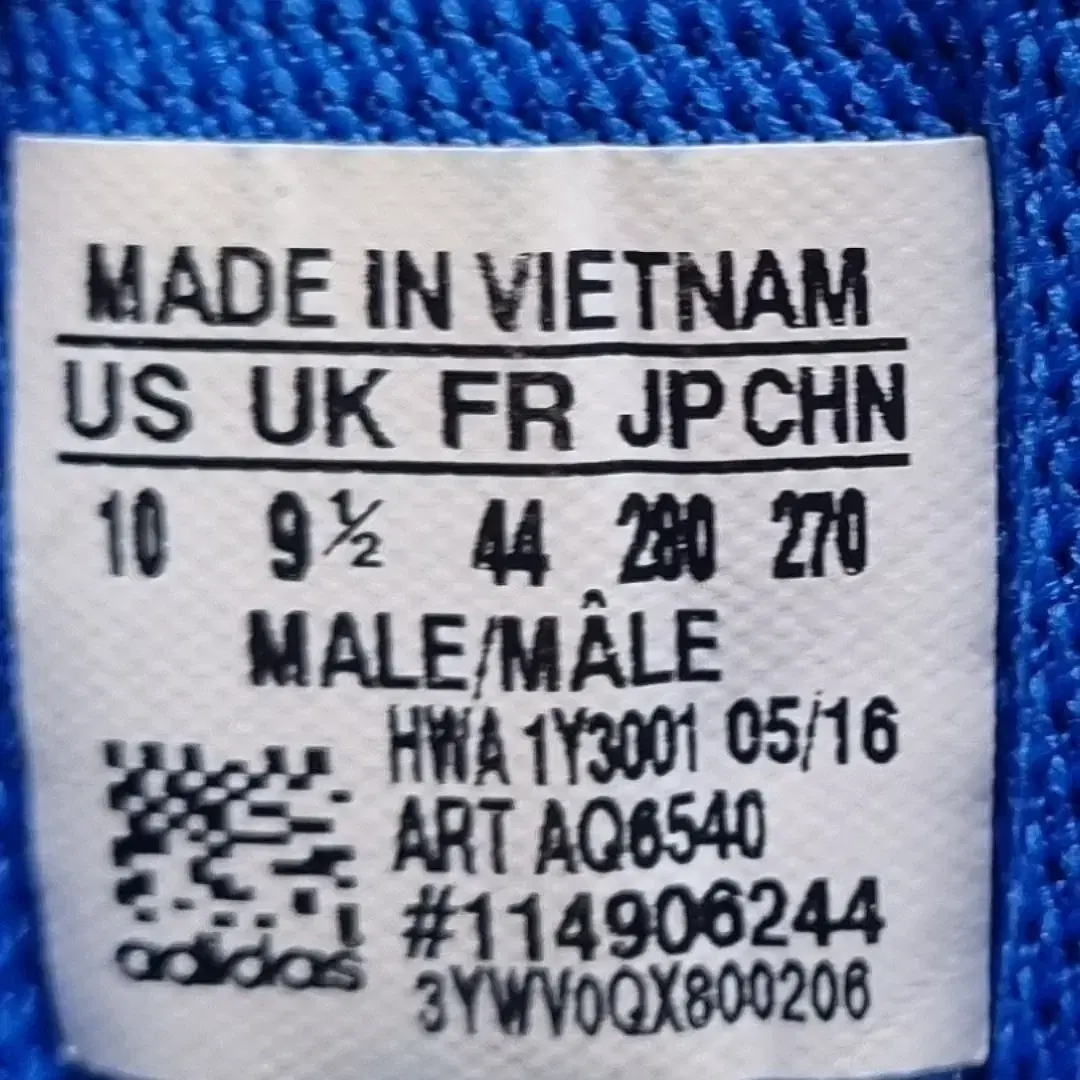 MADE IN VIETNAM
US UK FR JP CHN
10 9½ 44 280 270
MALE/MÂLE
HWA 1Y3001 05/16
ART AQ6540
#114906244
adidas
3YWV0QX800206